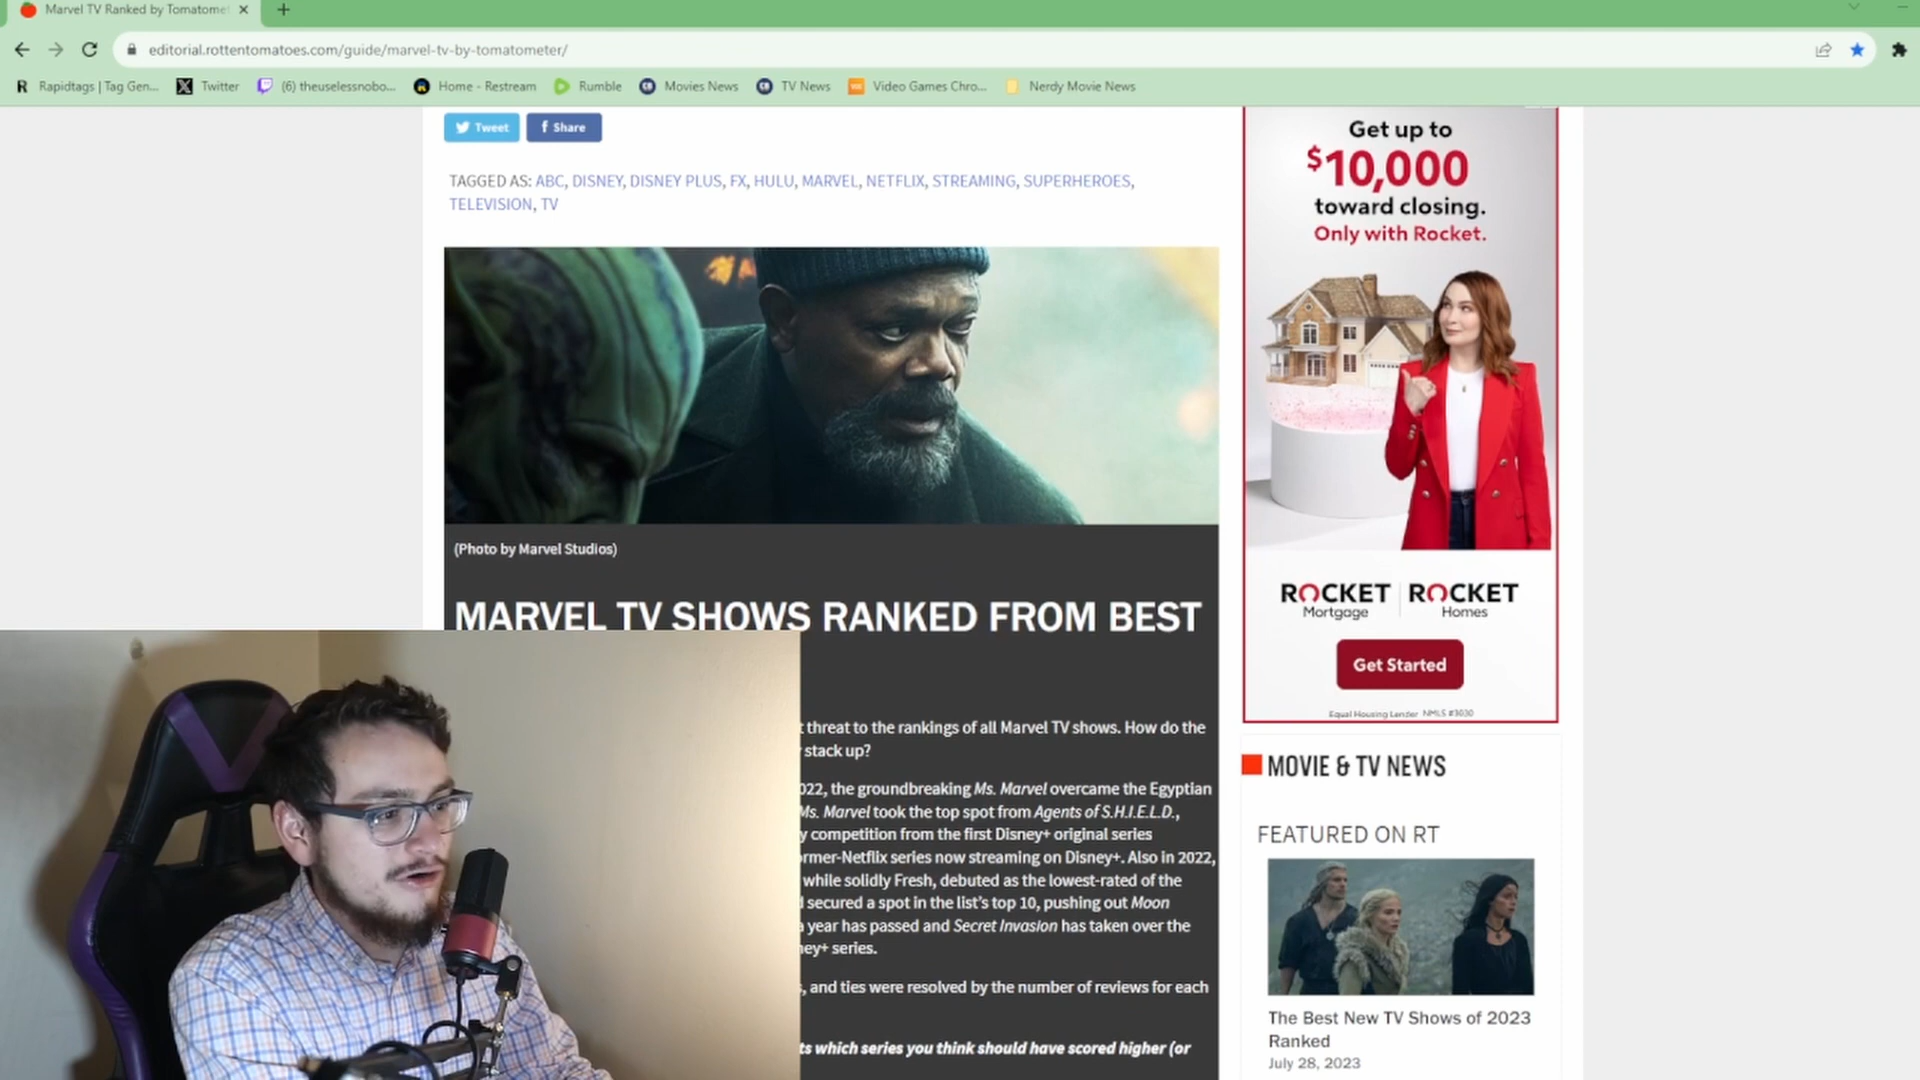 Marvel TV Ranked by Tomatome
editorial.rottentomatoes.com/guide/marvel-tv-by-tomatometer/
R Rapidtags | Tag Gen...
X Twitter
(6) theuselessnobo...
Home - Restream
Rumble
Movies News
TV News
Video Games Chro...
Nerdy Movie News
Tweet
f Share
TAGGED AS: ABC, DISNEY, DISNEY PLUS, FX, HULU, MARVEL, NETFLIX, STREAMING, SUPERHEROES,
TELEVISION, TV
(Photo by Marvel Studios)
MARVEL TV SHOWS RANKED FROM BEST
t threat to the rankings of all Marvel TV shows. How do the
stack up?
022, the groundbreaking Ms. Marvel overcame the Egyptian
Ms. Marvel took the top spot from Agents of S.H.I.E.L.D.,
y competition from the first Disney+ original series
ormer-Netflix series now streaming on Disney+. Also in 2022,
while solidly Fresh, debuted as the lowest-rated of the
secured a spot in the list's top 10, pushing out Moon
a year has passed and Secret Invasion has taken over the
ney+ series.
s, and ties were resolved by the number of reviews for each
ts which series you think should have scored higher (or
Get up to
$10,000
toward closing.
Only with Rocket.
ROCKET Mortgage | ROCKET Homes
Get Started
Equal Housing Lender NMLS #3030
MOVIE & TV NEWS
FEATURED ON RT
The Best New TV Shows of 2023
Ranked
July 28, 2023